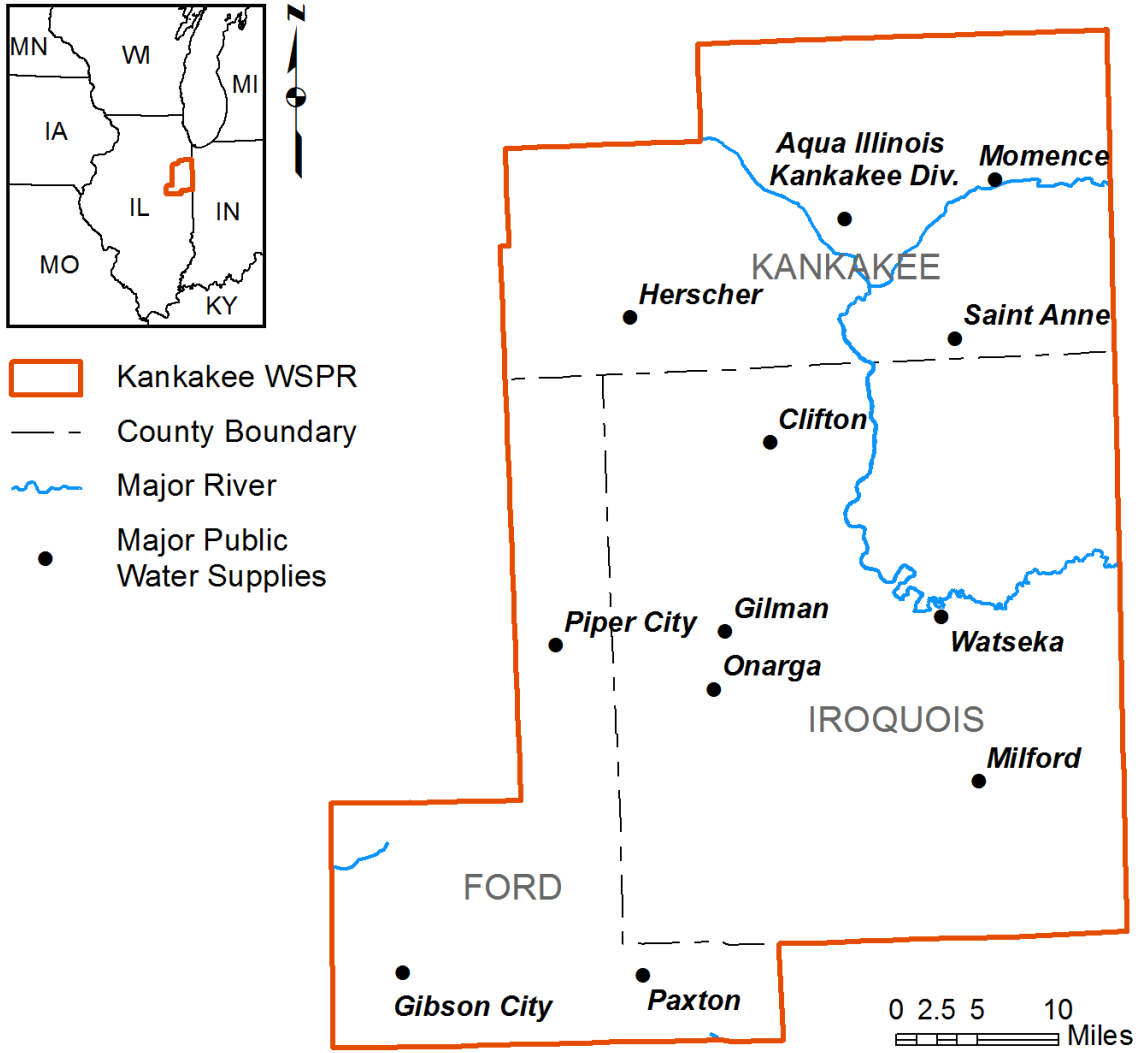 MN
WI
MI
IA
IL
IN
MO
KY
N
Kankakee WSPR
County Boundary
Major River
Major Public
Water Supplies
Aqua Illinois
Kankakee Div.
Momence
KANKAKEE
Herscher
Saint Anne
Clifton
Piper City
Gilman
Onarga
Watseka
IROQUOIS
Milford
FORD
Gibson City
Paxton
0 2.5 5 10
Miles